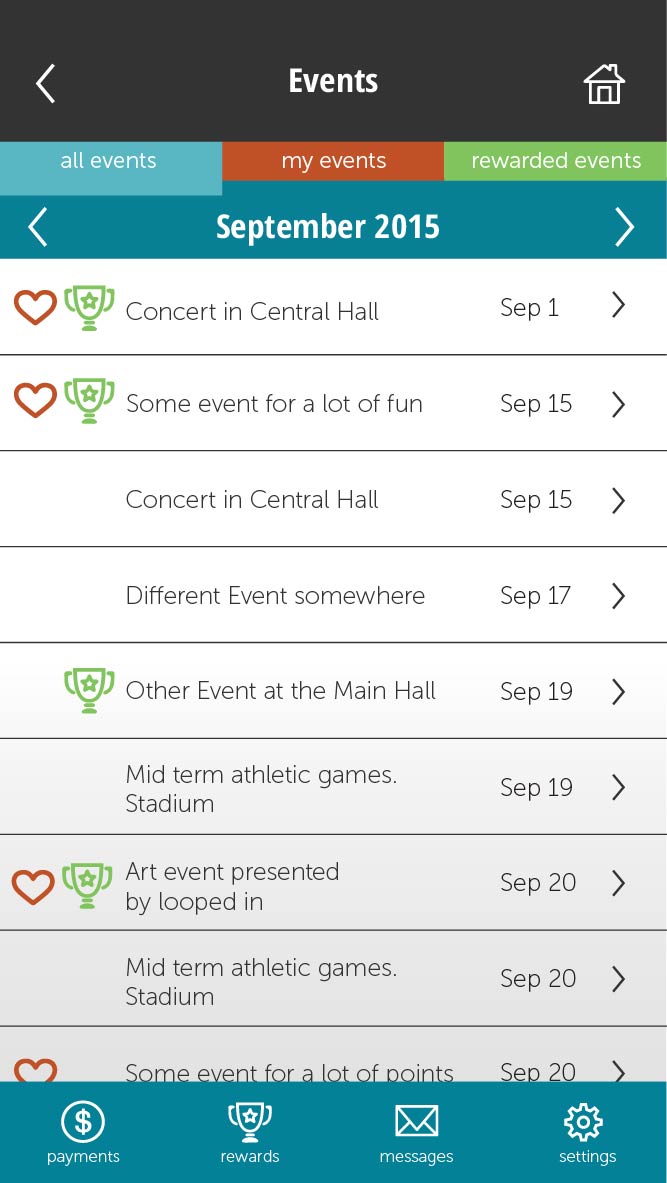 Events
all events
my events
rewarded events
September 2015
Concert in Central Hall
Sep 1
Some event for a lot of fun
Sep 15
Concert in Central Hall
Sep 15
Different Event somewhere
Sep 17
Other Event at the Main Hall
Sep 19
Mid term athletic games.
Stadium
Sep 19
Art event presented
by looped in
Sep 20
Mid term athletic games.
Stadium
Sep 20
Some event for a lot of points
Sep 20
$
payments
rewards
messages
settings